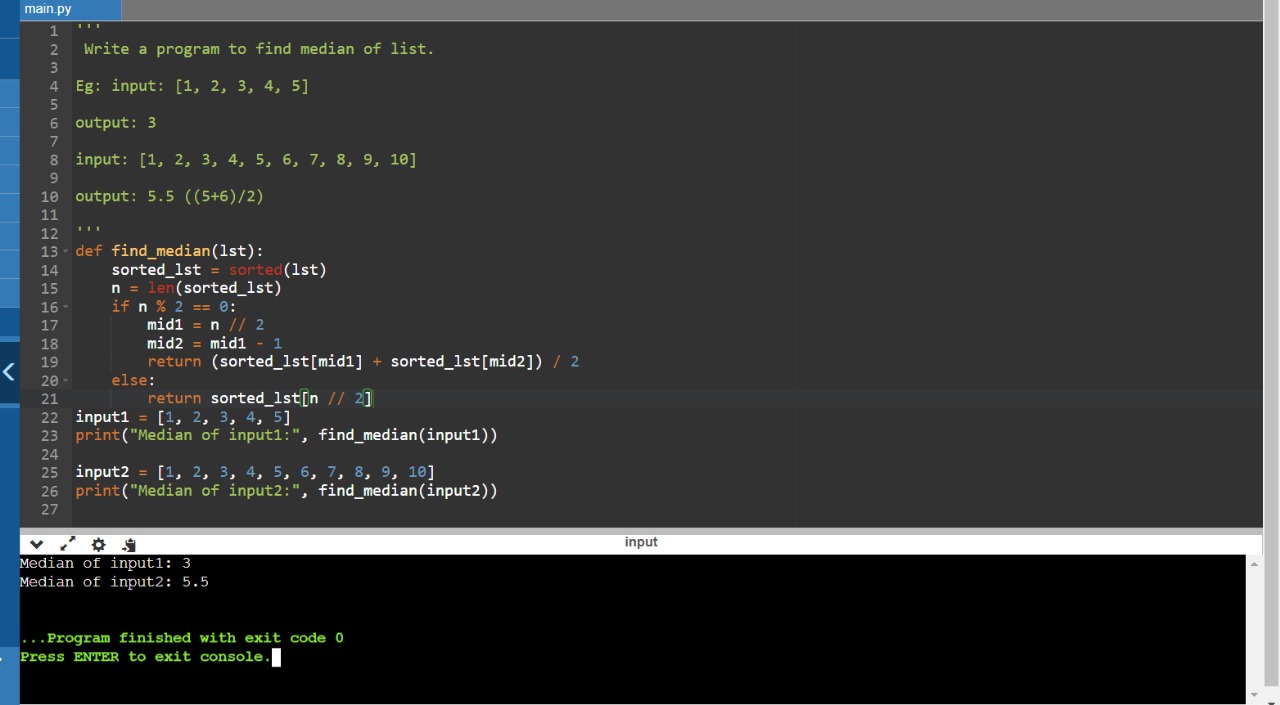 main.py
1 '''
2  Write a program to find median of list.
3
4 Eg: input: [1, 2, 3, 4, 5]
5
6 output: 3
7
8 input: [1, 2, 3, 4, 5, 6, 7, 8, 9, 10]
9
10 output: 5.5 ((5+6)/2)
11
12 '''
13 def find_median(lst):
14     sorted_lst = sorted(lst)
15     n = len(sorted_lst)
16     if n % 2 == 0:
17         mid1 = n // 2
18         mid2 = mid1 - 1
19         return (sorted_lst[mid1] + sorted_lst[mid2]) / 2
20     else:
21         return sorted_lst[n // 2]
22 input1 = [1, 2, 3, 4, 5]
23 print("Median of input1:", find_median(input1))
24
25 input2 = [1, 2, 3, 4, 5, 6, 7, 8, 9, 10]
26 print("Median of input2:", find_median(input2))
27
input
Median of input1: 3
Median of input2: 5.5
...Program finished with exit code 0
Press ENTER to exit console.